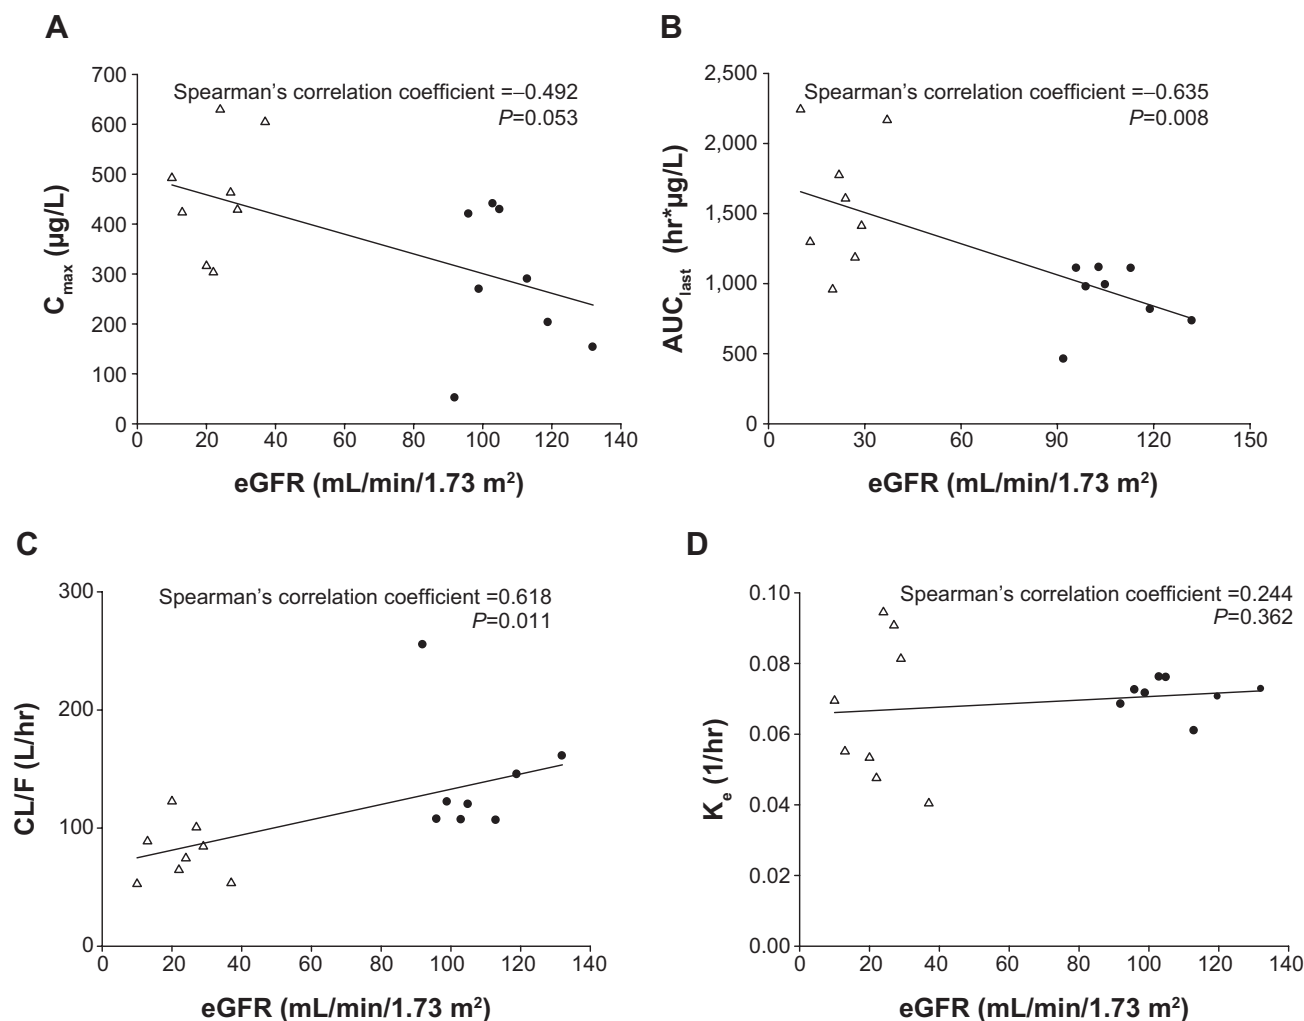 A
Spearman's correlation coefficient =–0.492
P=0.053
700
600
500
400
300
200
100
0
C_max (µg/L)
0 20 40 60 80 100 120 140
eGFR (mL/min/1.73 m²)
B
Spearman's correlation coefficient =–0.635
P=0.008
2,500
2,000
1,500
1,000
500
0
AUC_last (hr*µg/L)
0 30 60 90 120 150
eGFR (mL/min/1.73 m²)
C
Spearman's correlation coefficient =0.618
P=0.011
300
200
100
0
CL/F (L/hr)
0 20 40 60 80 100 120 140
eGFR (mL/min/1.73 m²)
D
Spearman's correlation coefficient =0.244
P=0.362
0.10
0.08
0.06
0.04
0.02
0.00
K_e (1/hr)
0 20 40 60 80 100 120 140
eGFR (mL/min/1.73 m²)